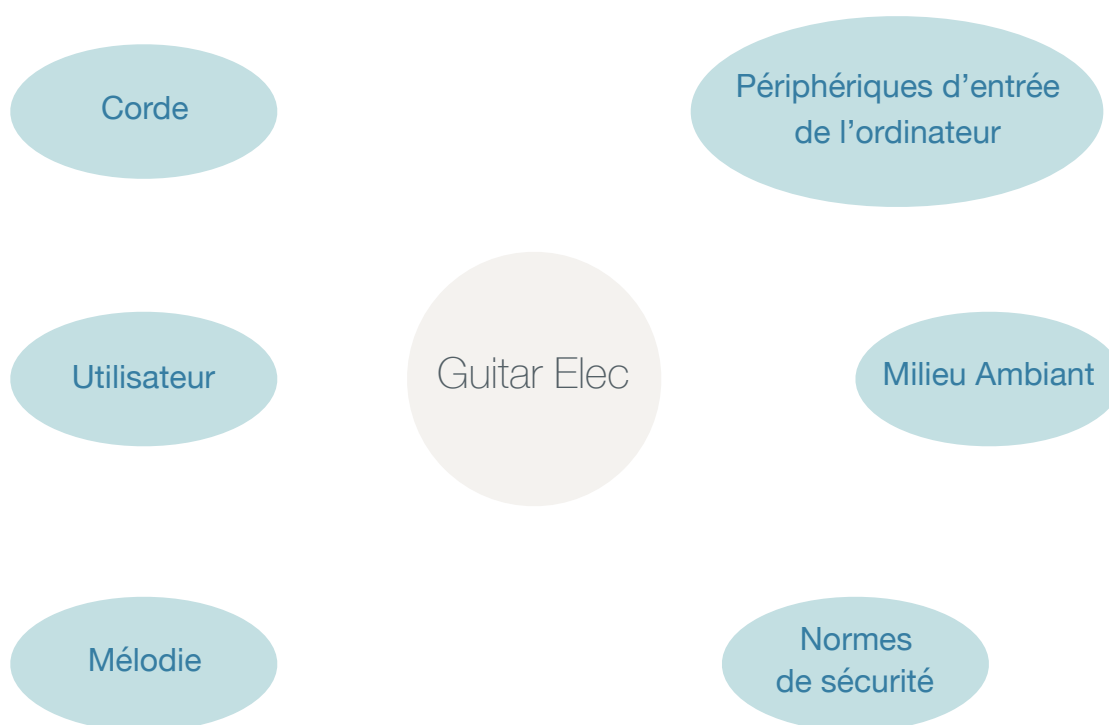 Corde
Périphériques d’entrée
de l’ordinateur
Utilisateur
Guitar Elec
Milieu Ambiant
Mélodie
Normes
de sécurité